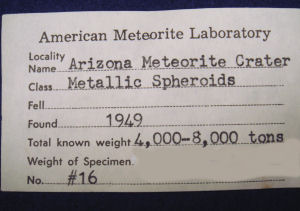 American Meteorite Laboratory
Locality
Name Arizona Meteorite Crater
Class Metallic Spheroids
Fell
Found 1949
Total known weight 4,000-8,000 tons
Weight of Specimen
No. #16